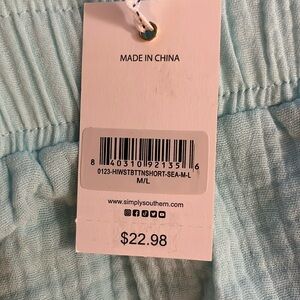 MADE IN CHINA
8 40310 92135 6
0123-HIWSTBTTNSHORT-SEA-M-L
M/L
www.simplysouthern.com
$22.98